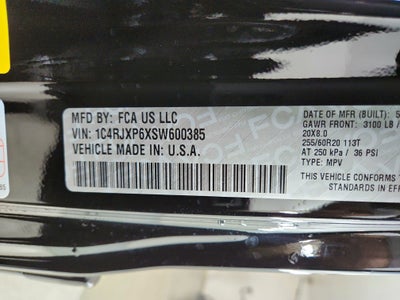 MFD BY: FCA US LLC
VIN: 1C4RJXP6XSW600385
VEHICLE MADE IN: U.S.A.
DATE OF MFR (BUILT): 5
GAWR FRONT: 3100 LB /
20X8.0
255/60R20 113T
AT 250 kPa / 36 PSI
TYPE: MPV
THIS VEHICLE CONFORMS
STANDARDS IN EFF